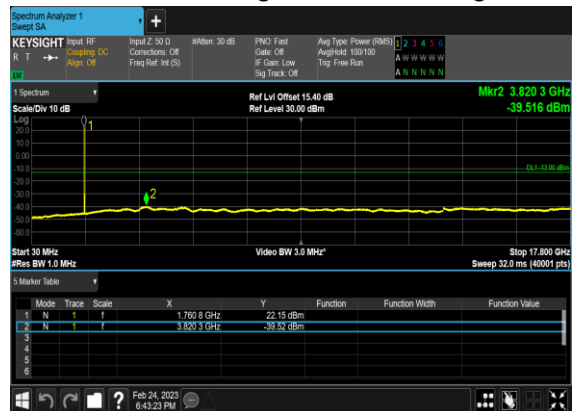 Spectrum Analyzer 1
Swept SA
+
KEYSIGHT Input: RF Input Z: 50 Ω #Atten: 30 dB PNO: Fast Avg Type: Power (RMS) 1 2 3 4 5 6
R T Coupling: DC Corrections: Off Gate: Off Avg|Hold: 100/100 A W W W W W
Align: Off Freq Ref: Int (S) IF Gain: Low Trig: Free Run
LW Sig Track: Off A N N N N N
1 Spectrum Ref Lvl Offset 15.40 dB Mkr2 3.820 3 GHz
Scale/Div 10 dB Ref Level 30.00 dBm -39.516 dBm
Log
20.0
1
10.0
0.00
-10.0
DL1 -13.00 dBm
-20.0
-30.0
2
-40.0
-50.0
-60.0
Start 30 MHz Video BW 3.0 MHz* Stop 17.800 GHz
#Res BW 1.0 MHz Sweep 32.0 ms (40001 pts)
5 Marker Table
Mode Trace Scale X Y Function Function Width Function Value
1 N 1 f 1.760 8 GHz 22.15 dBm
2 N 1 f 3.820 3 GHz -39.52 dBm
3
4
5
6
? Feb 24, 2023
6:43:23 PM